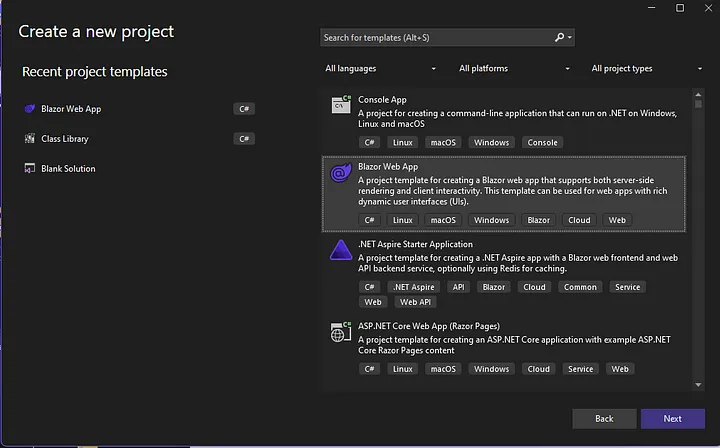 Create a new project
Search for templates (Alt+S)
Recent project templates
All languages
All platforms
All project types
Blazor Web App
C#
Class Library
C#
Blank Solution
Console App
A project for creating a command-line application that can run on .NET on Windows,
Linux and macOS
C# Linux macOS Windows Console
Blazor Web App
A project template for creating a Blazor web app that supports both server-side
rendering and client interactivity. This template can be used for web apps with rich
dynamic user interfaces (UIs).
C# Linux macOS Windows Blazor Cloud Web
.NET Aspire Starter Application
A project template for creating a .NET Aspire app with a Blazor web frontend and web
API backend service, optionally using Redis for caching.
C# .NET Aspire API Blazor Cloud Common Service
Web Web API
ASP.NET Core Web App (Razor Pages)
A project template for creating an ASP.NET Core application with example ASP.NET
Core Razor Pages content
C# Linux macOS Windows Cloud Service Web
Back
Next